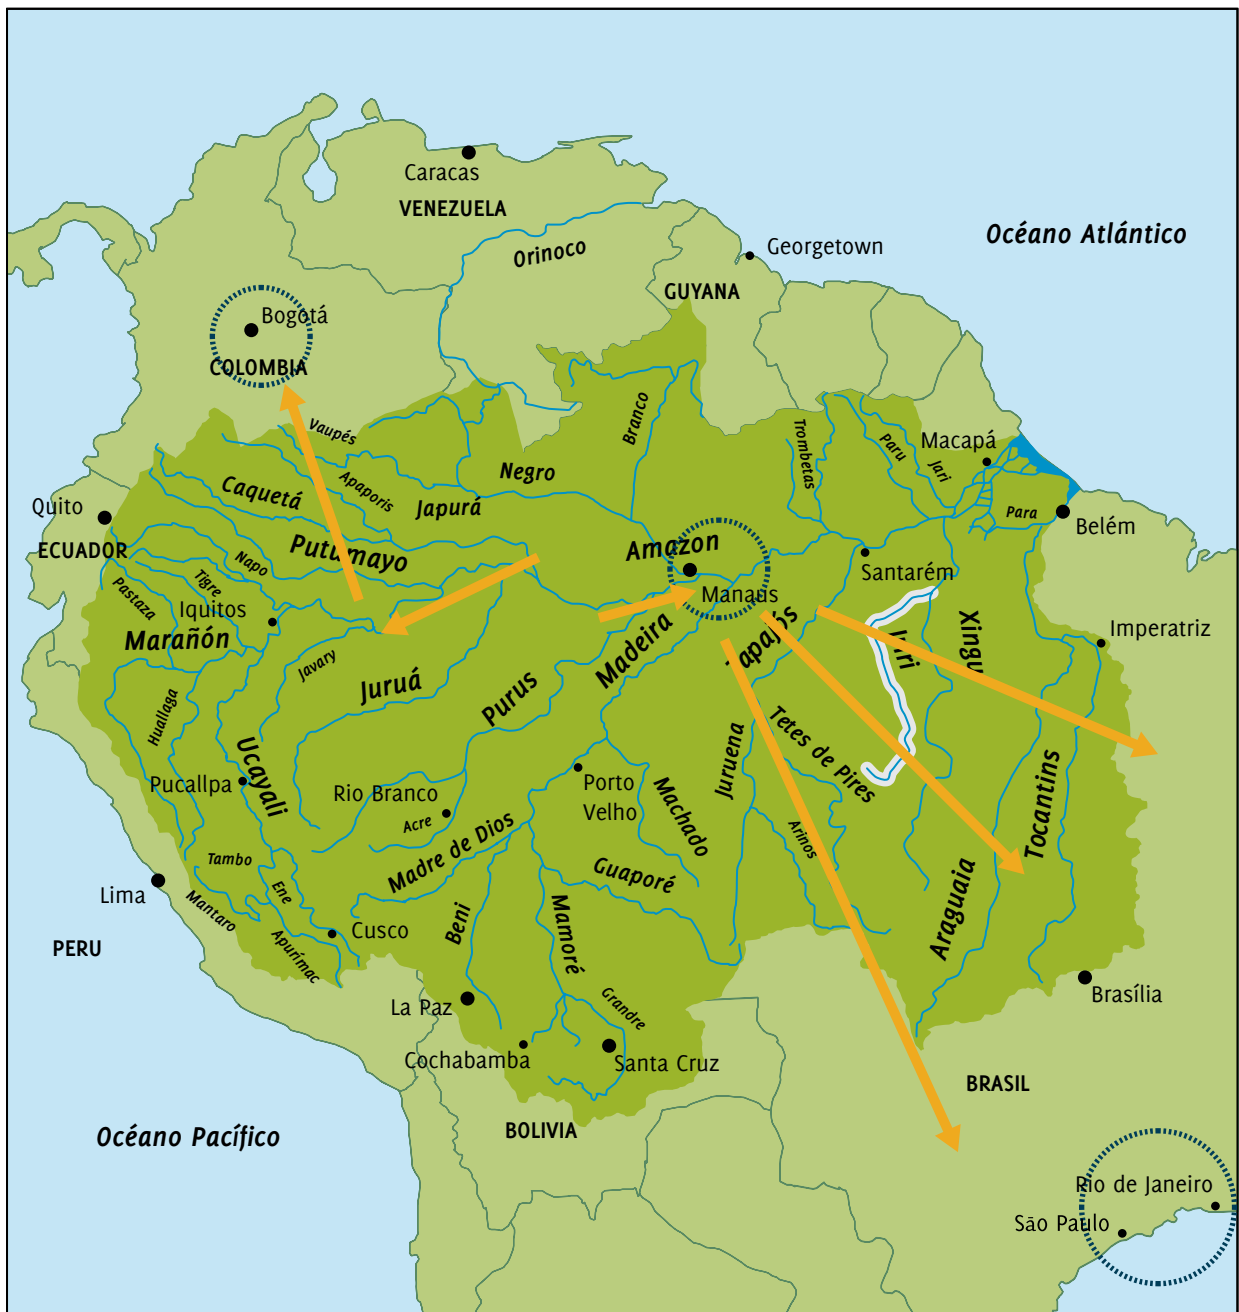 Caracas
VENEZUELA
Orinoco
Georgetown
Océano Atlántico
GUYANA
Bogotá
COLOMBIA
Vaupés
Branco
Trombetas
Paru
Jari
Macapá
Negro
Apaporis
Caquetá
Japurá
Quito
Para
Belém
ECUADOR
Putumayo
Amazon
Napo
Tigre
Pastaza
Iquitos
Manaus
Santarém
Marañón
Madeira
Tapajós
Iriri
Xingu
Imperatriz
Javary
Juruá
Purus
Huallaga
Ucayali
Pucallpa
Rio Branco
Acre
Porto
Velho
Machado
Juruena
Tetes de Pires
Arinos
Tocantins
Madre de Dios
Guaporé
Tambo
Ene
Lima
Mantaro
Apurímac
Cusco
Beni
Mamoré
Araguaia
PERU
La Paz
Grandre
Brasília
Cochabamba
Santa Cruz
BRASIL
BOLIVIA
Océano Pacífico
Rio de Janeiro
São Paulo